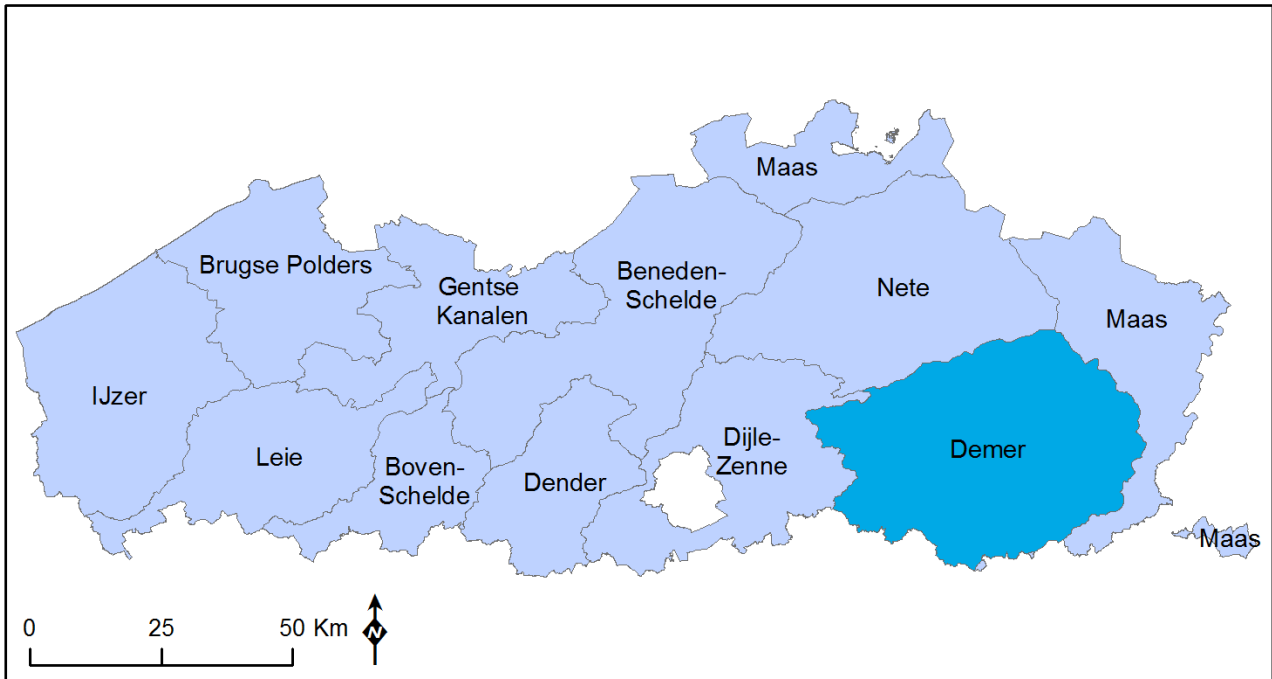 Maas
Brugse Polders
Beneden-
Schelde
Gentse
Kanalen
Nete
Maas
IJzer
Leie
Boven-
Schelde
Dender
Dijle-
Zenne
Demer
Maas
0 25 50 Km
N